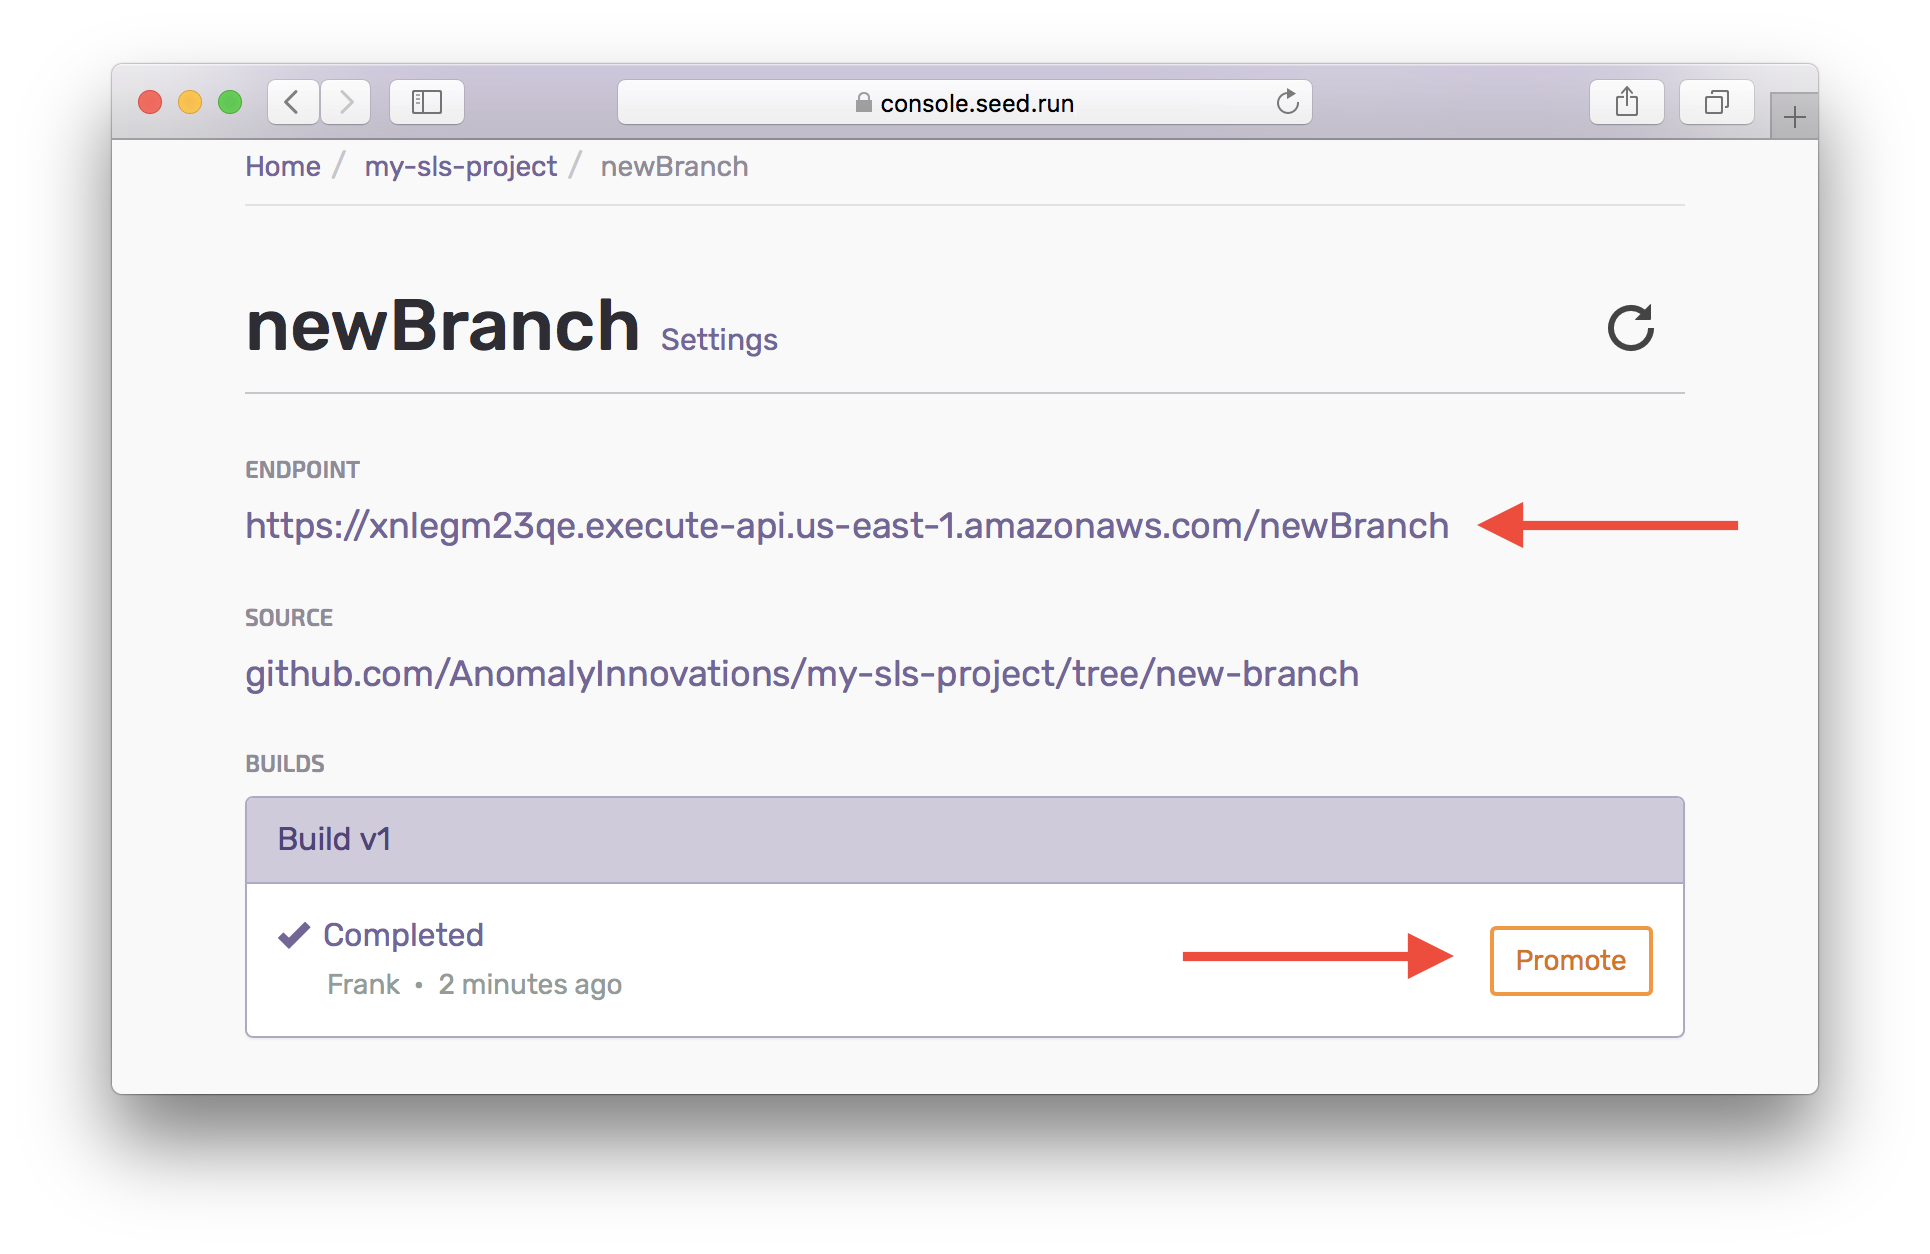 console.seed.run
Home / my-sls-project / newBranch
newBranch Settings
ENDPOINT
https://xnlegm23qe.execute-api.us-east-1.amazonaws.com/newBranch
SOURCE
github.com/AnomalyInnovations/my-sls-project/tree/new-branch
BUILDS
Build v1
Completed
Frank • 2 minutes ago
Promote